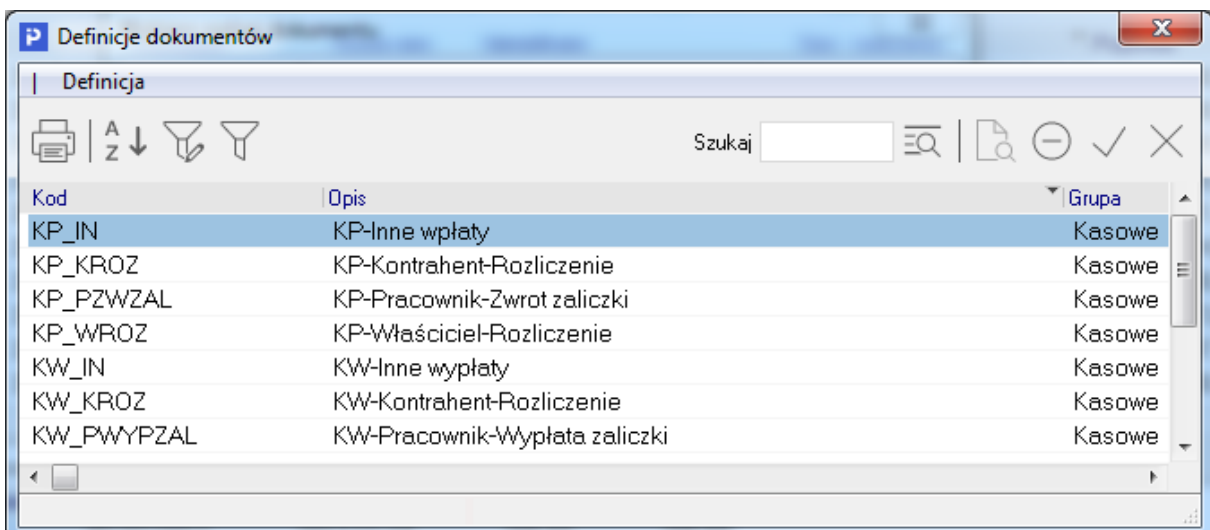 Definicje dokumentów
Definicja
Szukaj
Kod Opis Grupa
KP_IN KP-Inne wpłaty Kasowe
KP_KROZ KP-Kontrahent-Rozliczenie Kasowe
KP_PZWZAL KP-Pracownik-Zwrot zaliczki Kasowe
KP_WROZ KP-Właściciel-Rozliczenie Kasowe
KW_IN KW-Inne wypłaty Kasowe
KW_KROZ KW-Kontrahent-Rozliczenie Kasowe
KW_PWYPZAL KW-Pracownik-Wypłata zaliczki Kasowe